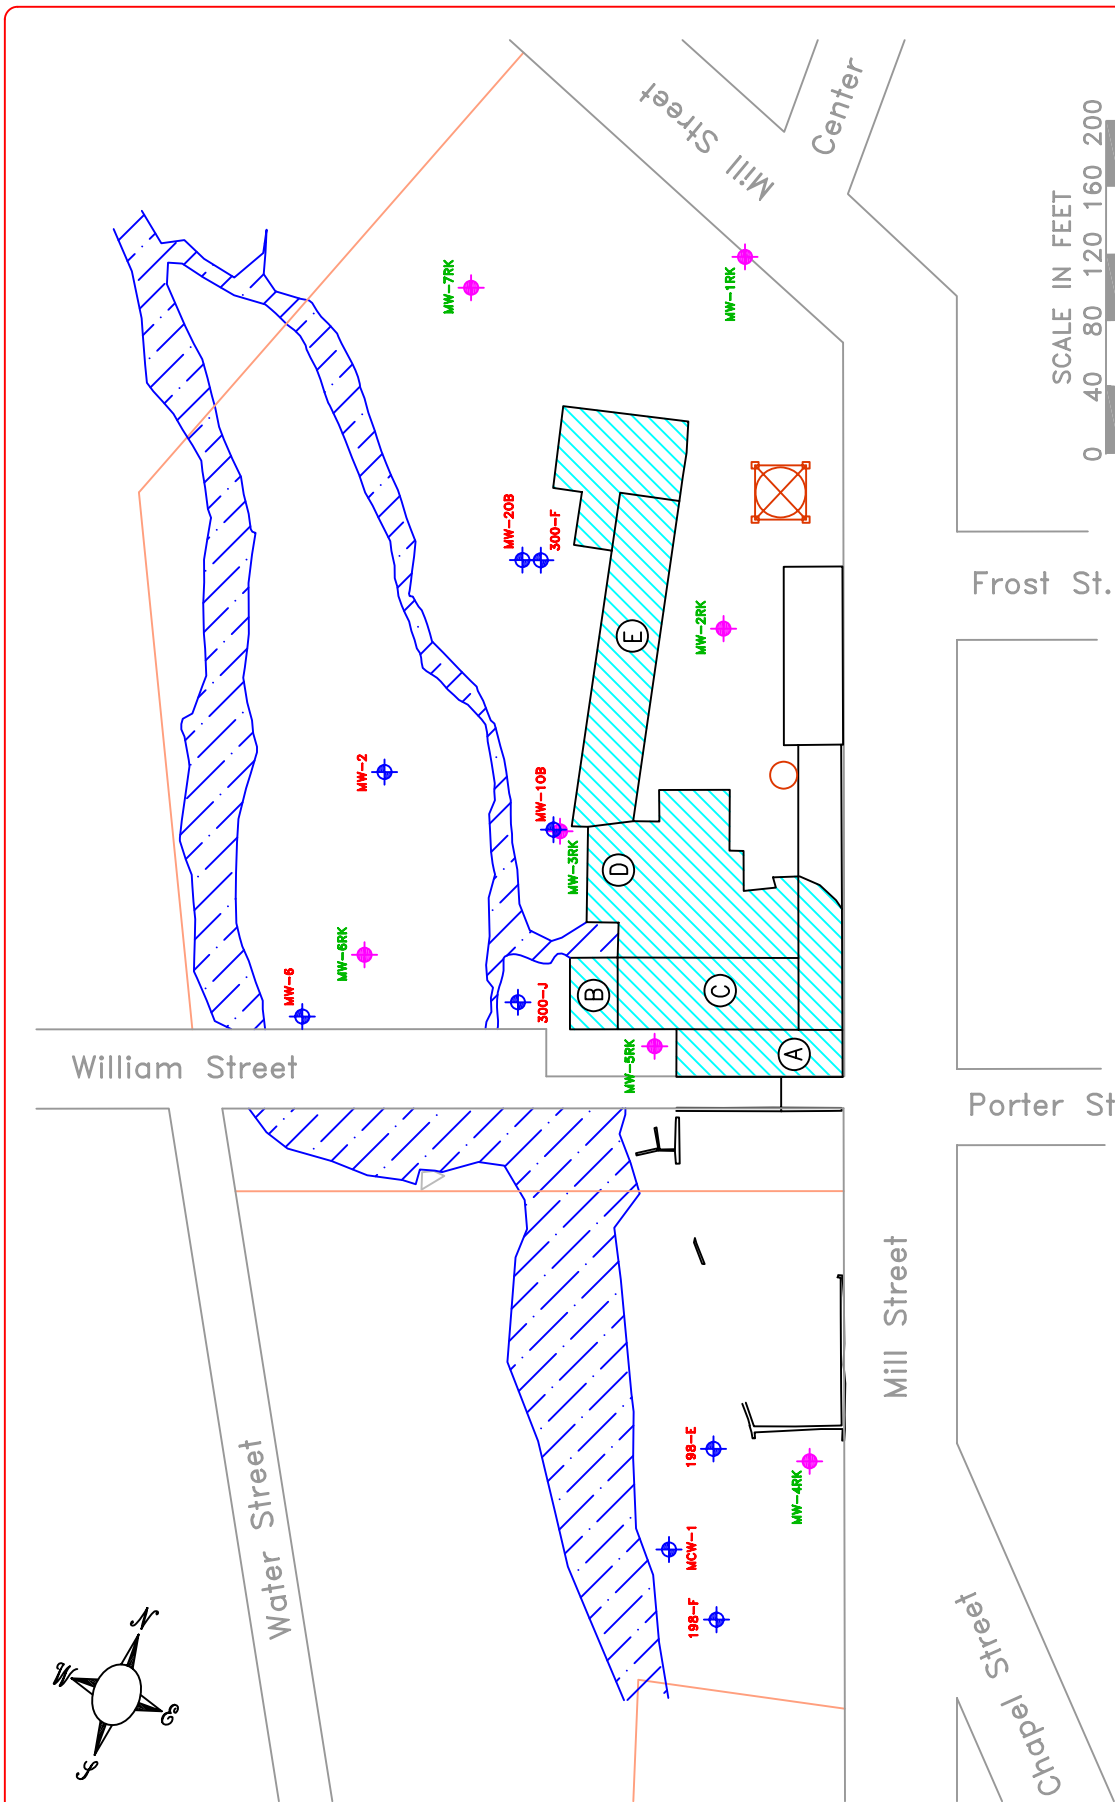 Center
Mill Street
SCALE IN FEET
0 40 80 120 160 200
MW-7RK
MW-1RK
MW-20B
300-F
Frost St.
E
MW-2RK
MW-2
MW-10B
MW-3RK
D
MW-6RK
MW-6
300-J
B
C
MW-5RK
A
William Street
Porter St
Mill Street
198-E
MW-4RK
Water Street
MCW-1
198-F
Chapel Street
N
W
E
S